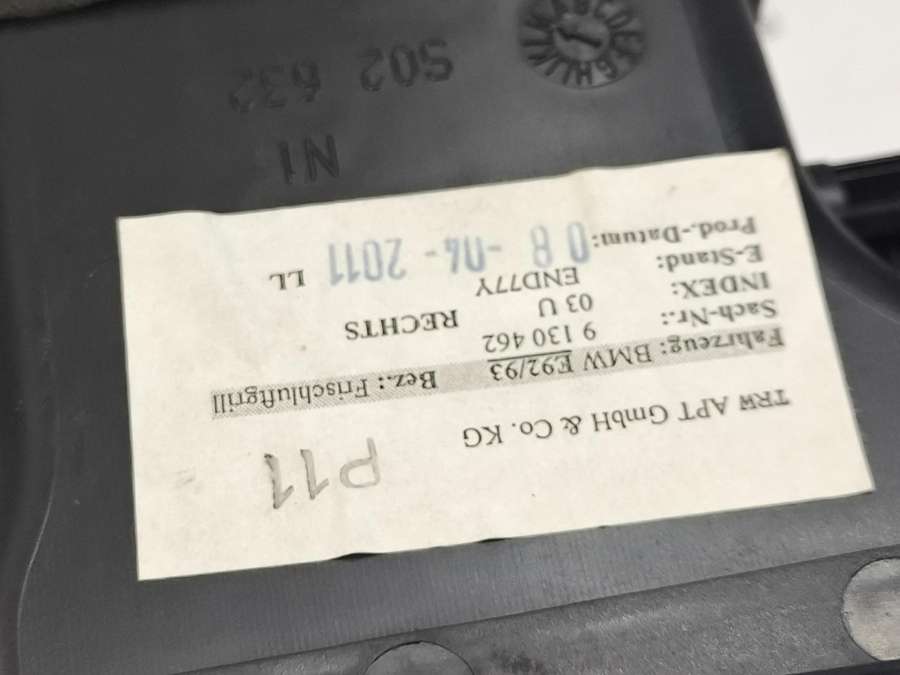 P11
TRW APT GmbH & Co. KG
Fahrzeug: BMW E92/93 Bez.: Frischluftgrill
Sach-Nr.: 9 130 462
INDEX: 03 U RECHTS
E-Stand: END77Y
Prod.-Datum: 08 -04- 2011 LL
N1
S02 632